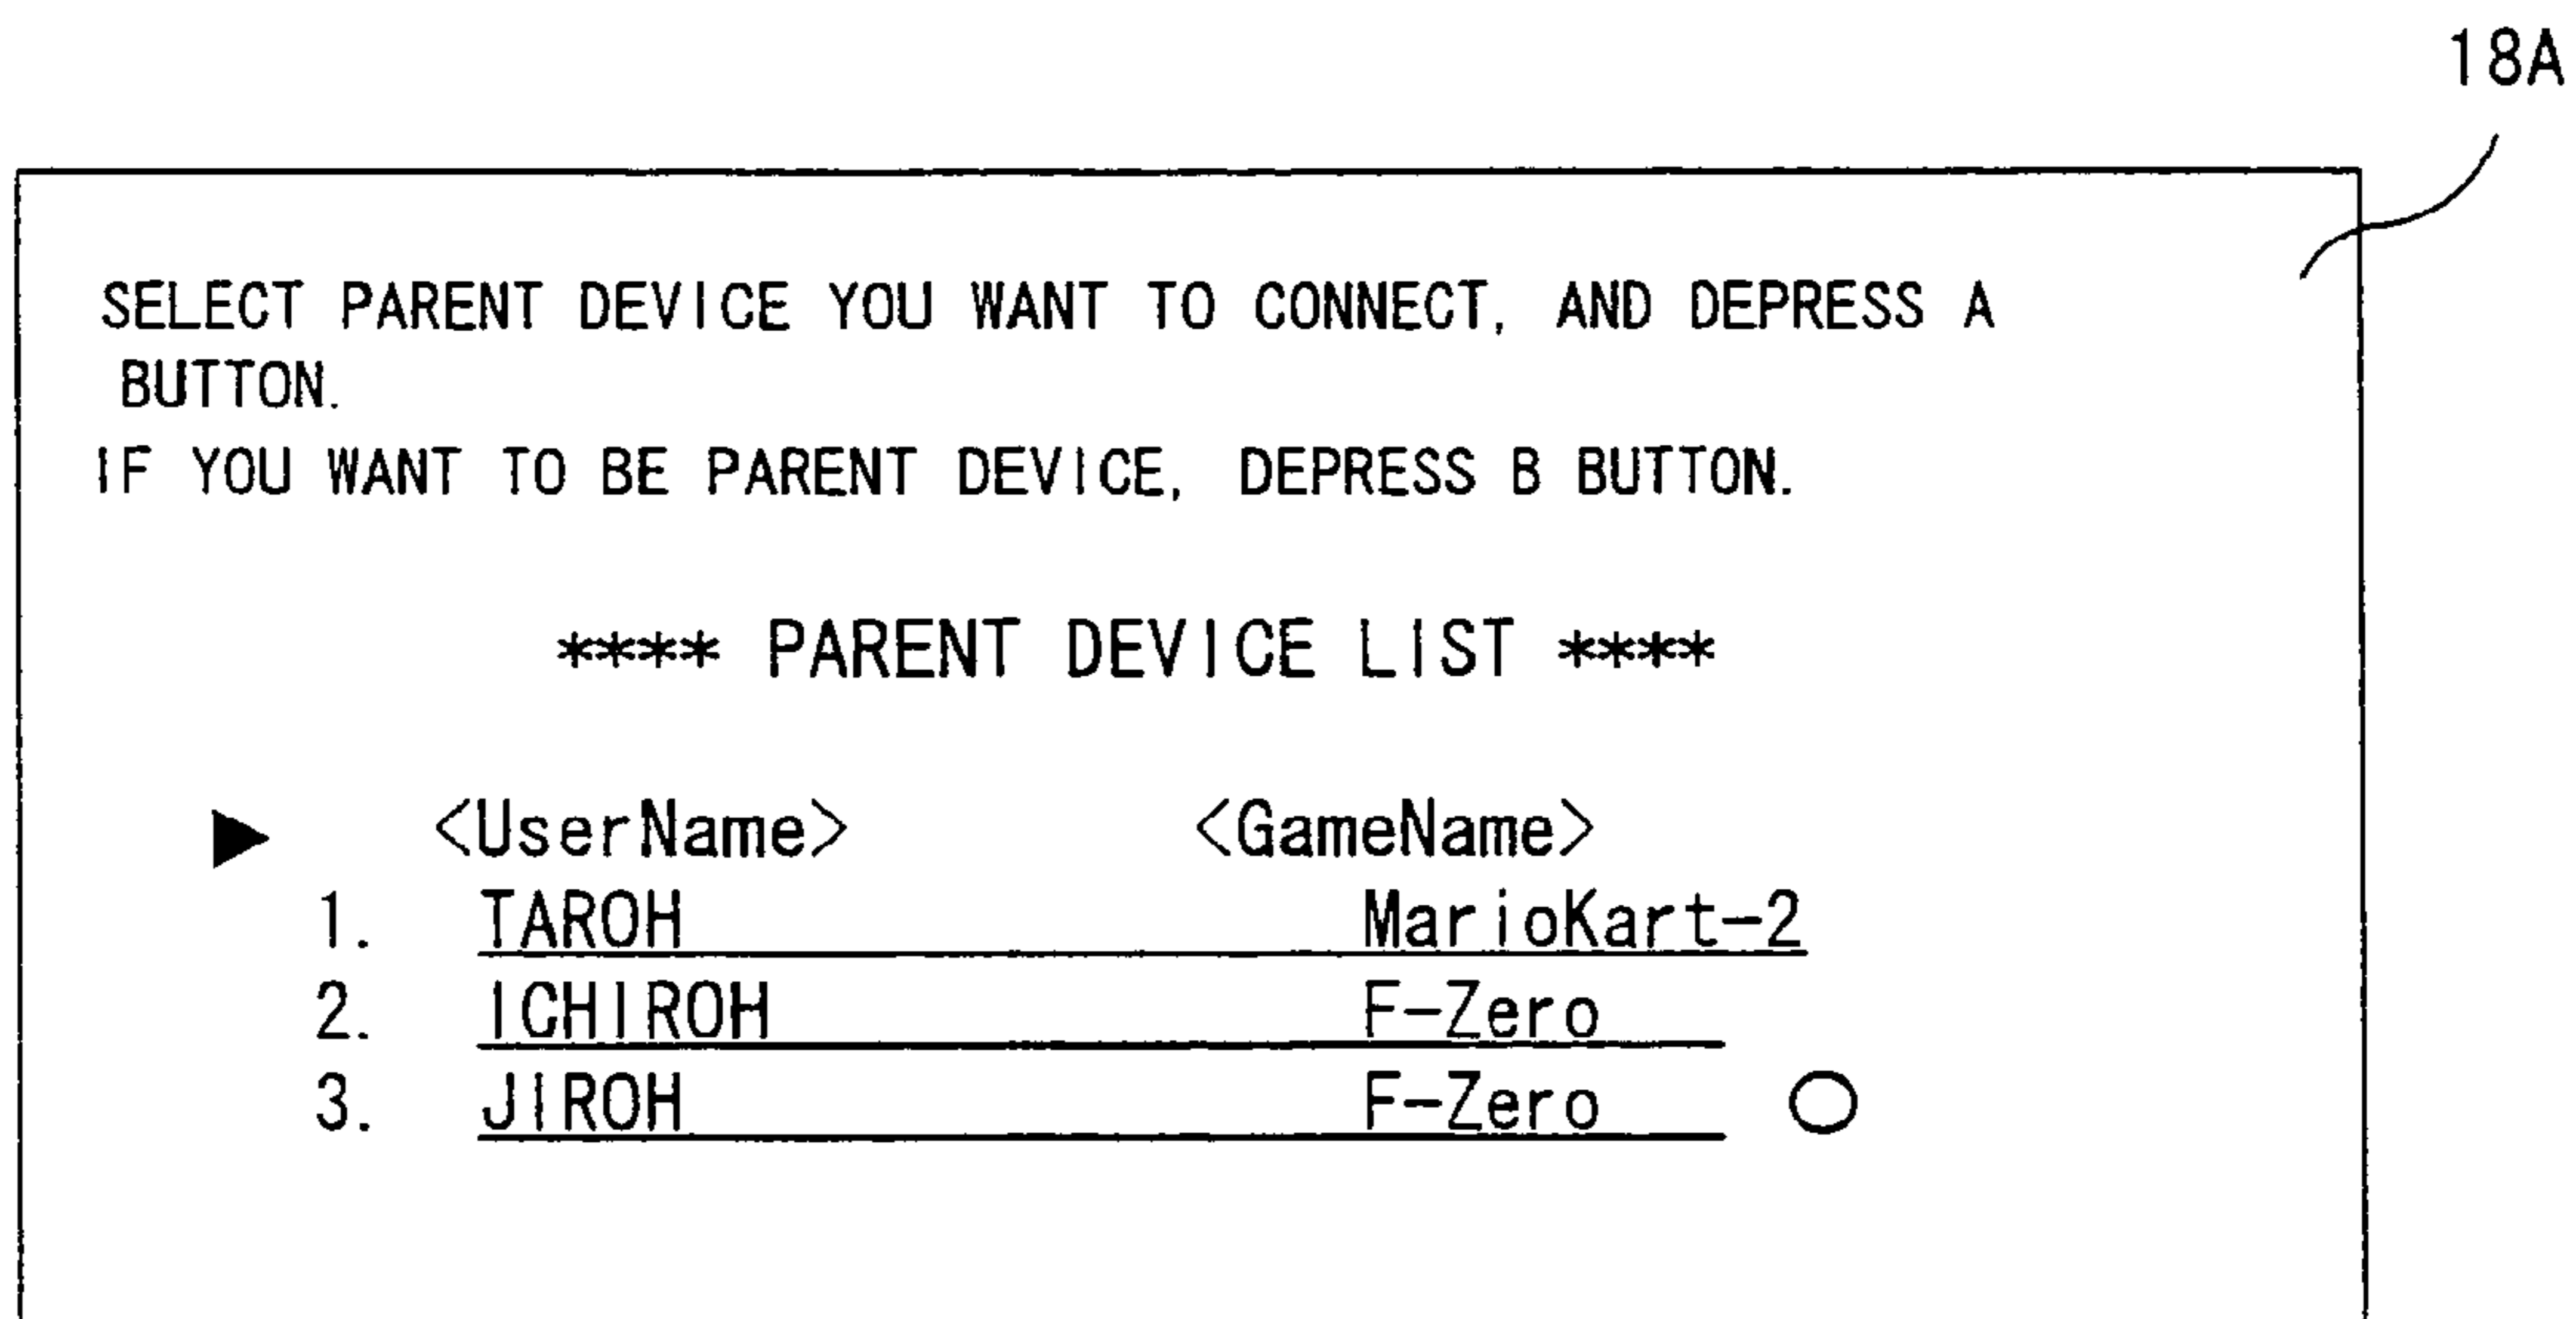 18A
SELECT PARENT DEVICE YOU WANT TO CONNECT, AND DEPRESS A
BUTTON.
IF YOU WANT TO BE PARENT DEVICE, DEPRESS B BUTTON.
**** PARENT DEVICE LIST ****
<UserName> <GameName>
1. TAROH MarioKart-2
2. ICHIROH F-Zero
3. JIROH F-Zero